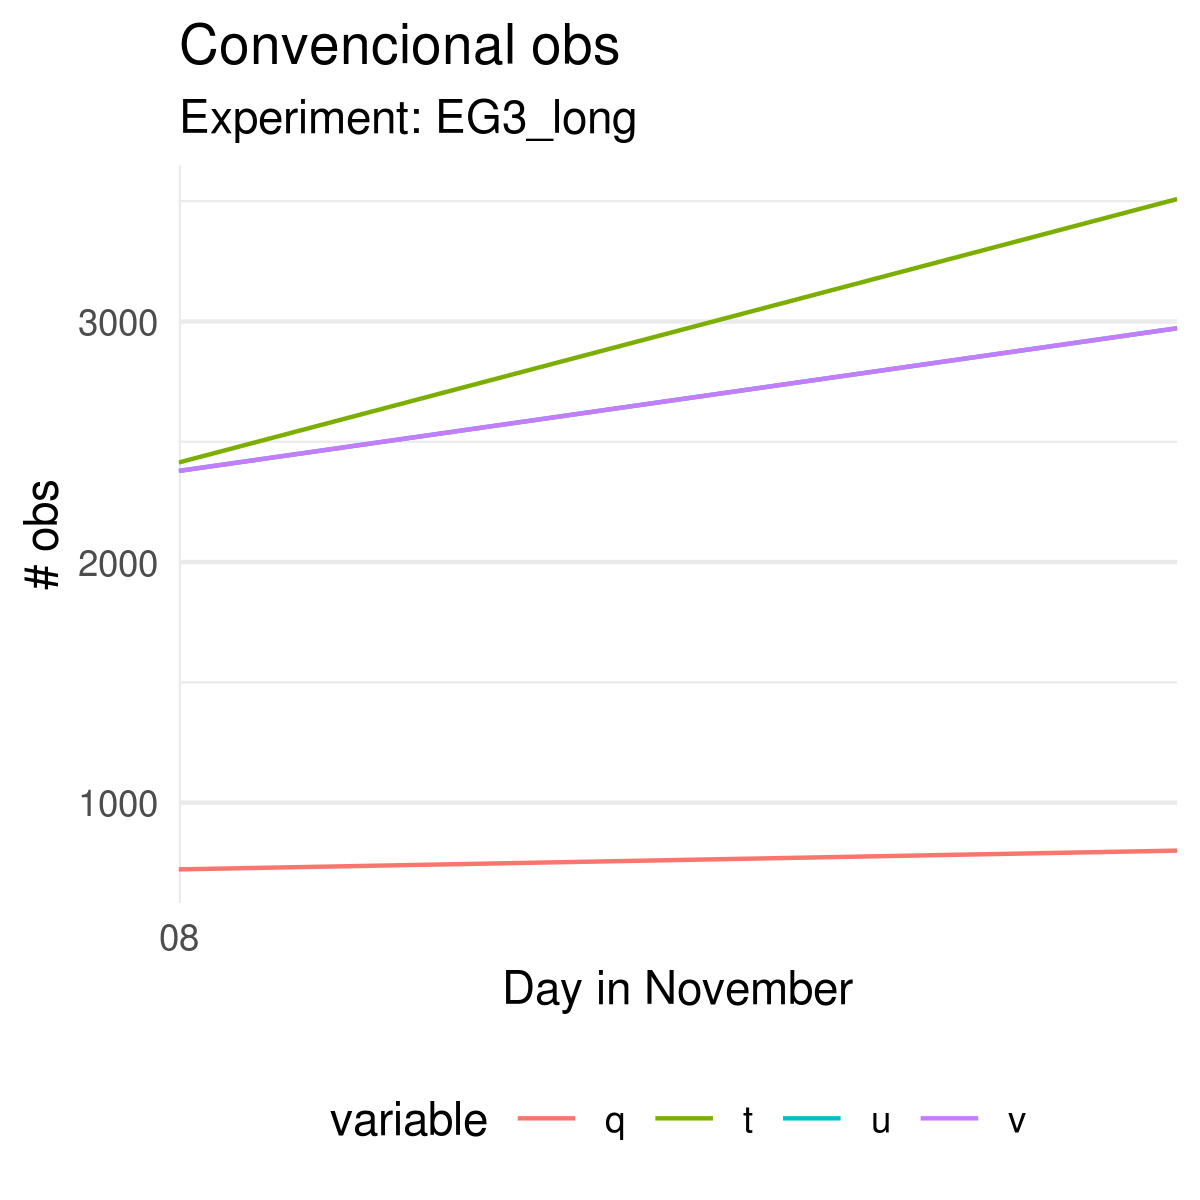 Convencional obs
Experiment: EG3_long
# obs
3000
2000
1000
08
Day in November
variable q t u v